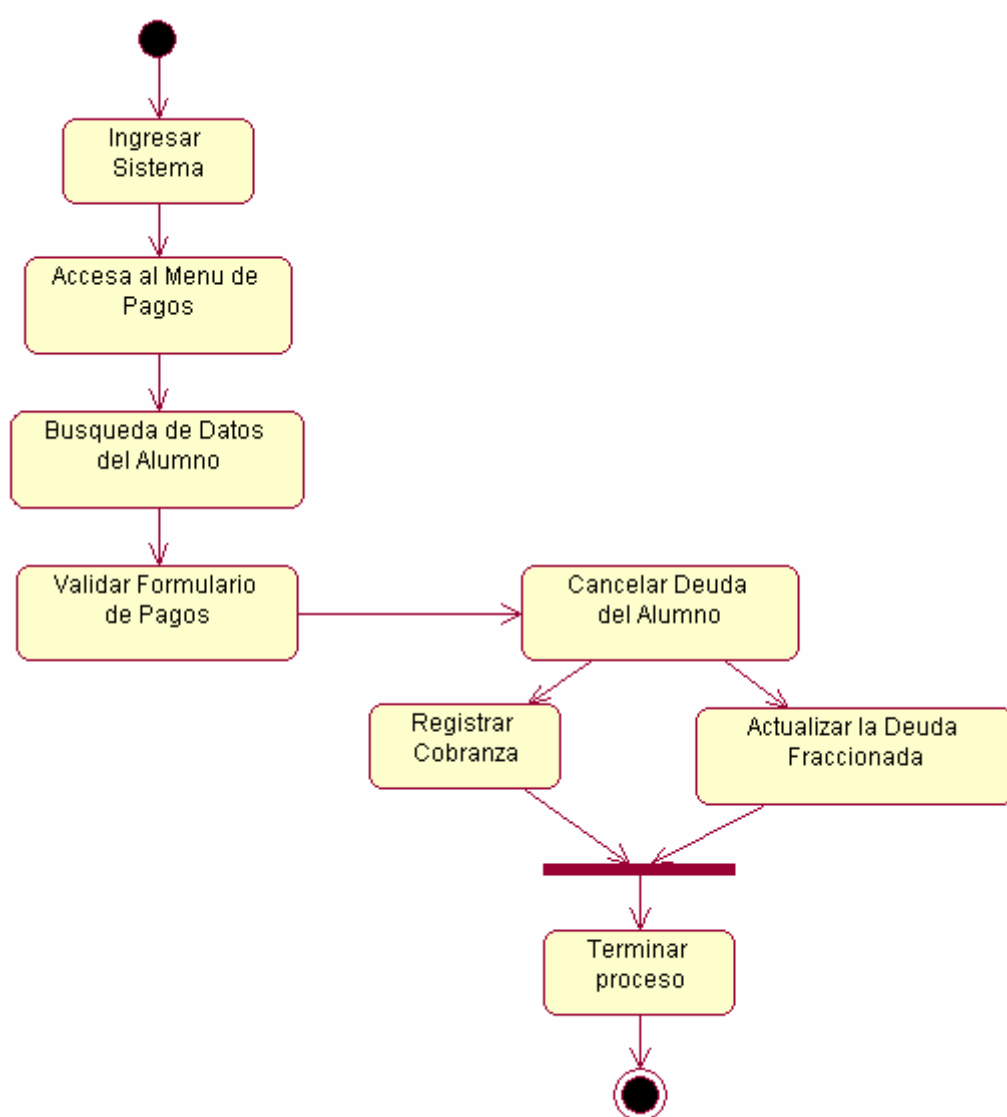 Ingresar
Sistema
Accesa al Menu de
Pagos
Busqueda de Datos
del Alumno
Validar Formulario
de Pagos
Cancelar Deuda
del Alumno
Registrar
Cobranza
Actualizar la Deuda
Fraccionada
Terminar
proceso